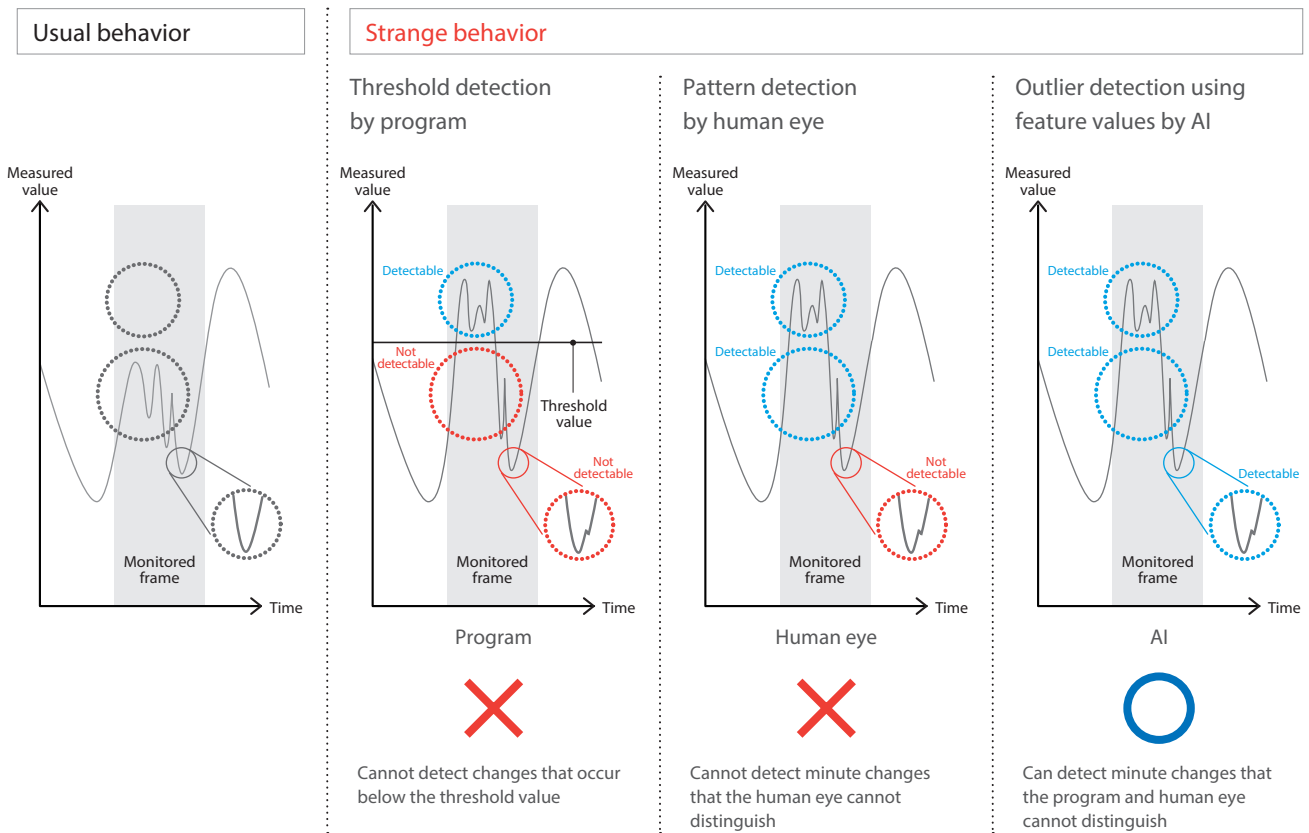 Usual behavior
Strange behavior
Threshold detection
by program
Pattern detection
by human eye
Outlier detection using
feature values by AI
Measured
value
Monitored
frame
Time
Measured
value
Detectable
Not
detectable
Threshold
value
Not
detectable
Monitored
frame
Time
Program
Cannot detect changes that occur
below the threshold value
Measured
value
Detectable
Detectable
Not
detectable
Monitored
frame
Time
Human eye
Cannot detect minute changes
that the human eye cannot
distinguish
Measured
value
Detectable
Detectable
Detectable
Monitored
frame
Time
AI
Can detect minute changes that
the program and human eye
cannot distinguish